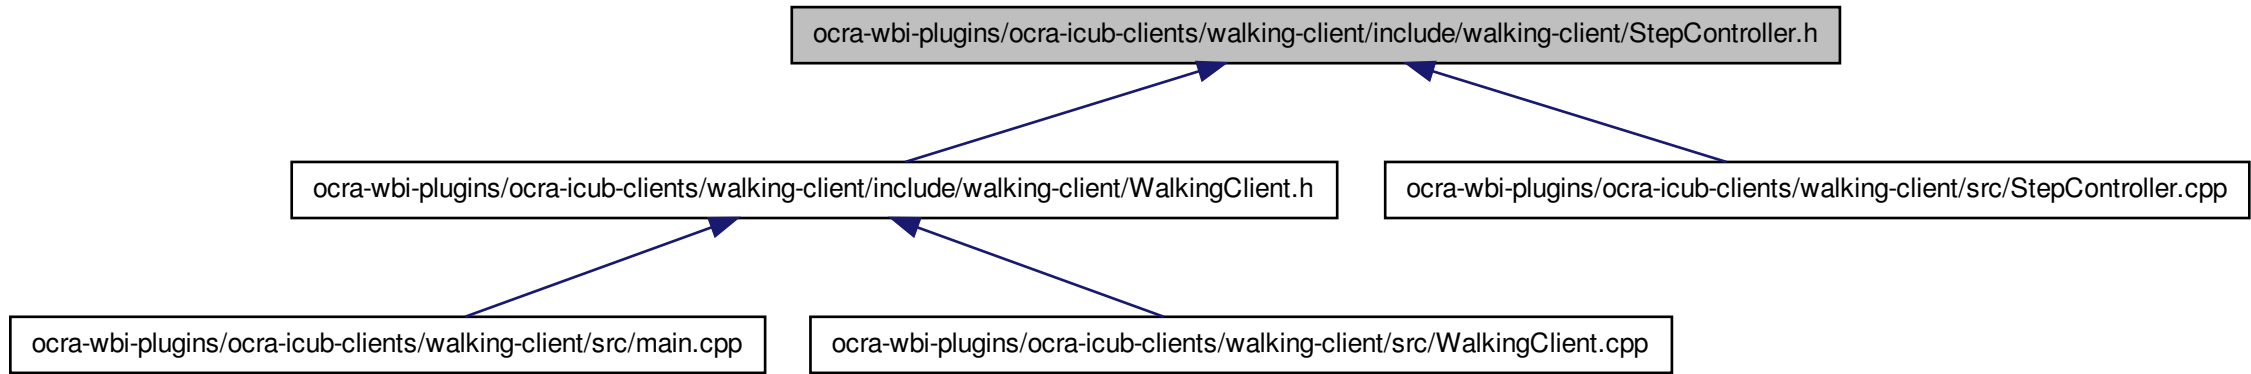 ocra-wbi-plugins/ocra-icub-clients/walking-client/include/walking-client/StepController.h
ocra-wbi-plugins/ocra-icub-clients/walking-client/include/walking-client/WalkingClient.h
ocra-wbi-plugins/ocra-icub-clients/walking-client/src/StepController.cpp
ocra-wbi-plugins/ocra-icub-clients/walking-client/src/main.cpp
ocra-wbi-plugins/ocra-icub-clients/walking-client/src/WalkingClient.cpp